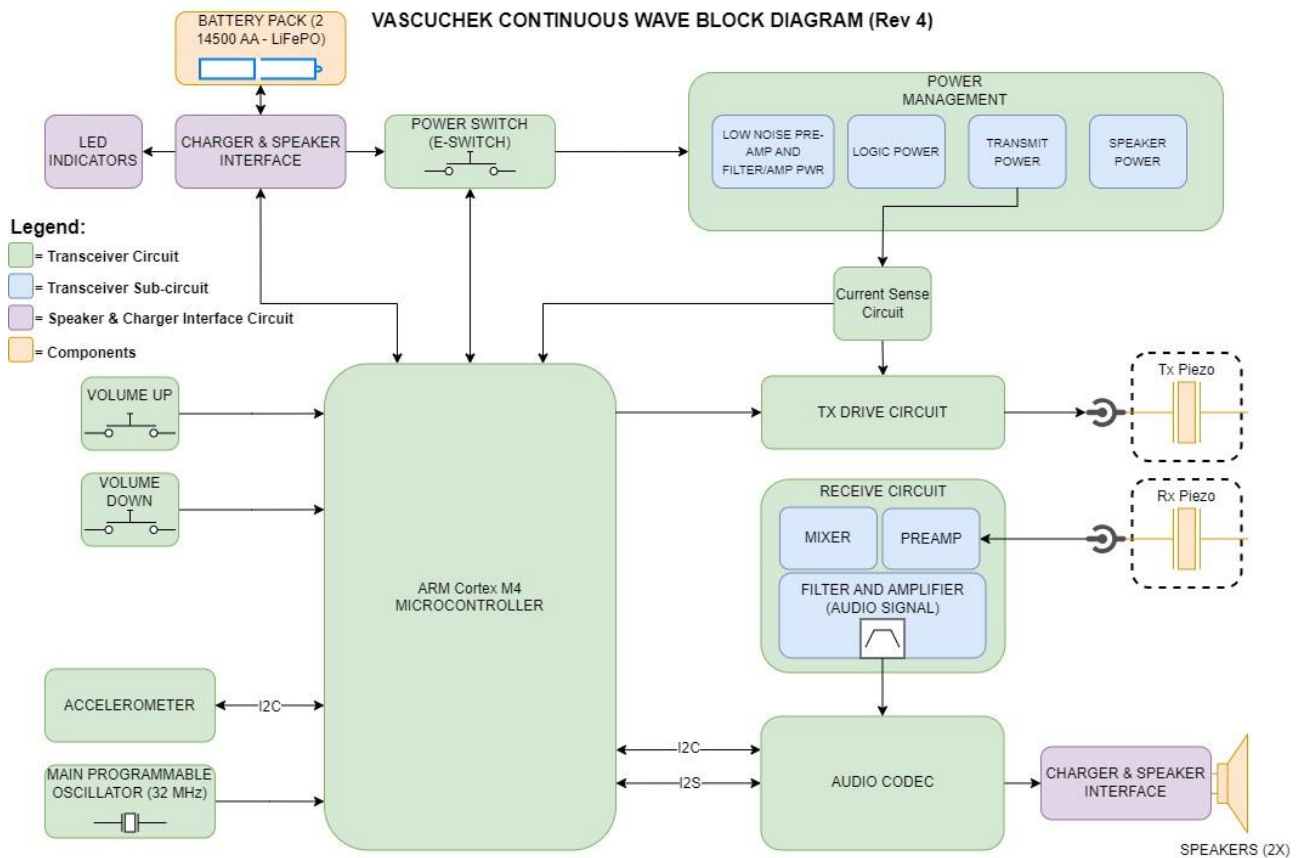 VASCUCHEK CONTINUOUS WAVE BLOCK DIAGRAM (Rev 4)
BATTERY PACK (2
14500 AA - LiFePO)
LED
INDICATORS
CHARGER & SPEAKER
INTERFACE
POWER SWITCH
(E-SWITCH)
POWER
MANAGEMENT
LOW NOISE PRE-
AMP AND
FILTER/AMP PWR
LOGIC POWER
TRANSMIT
POWER
SPEAKER
POWER
Legend:
= Transceiver Circuit
= Transceiver Sub-circuit
= Speaker & Charger Interface Circuit
= Components
Current Sense
Circuit
VOLUME UP
VOLUME
DOWN
ARM Cortex M4
MICROCONTROLLER
TX DRIVE CIRCUIT
Tx Piezo
RECEIVE CIRCUIT
MIXER
PREAMP
Rx Piezo
FILTER AND AMPLIFIER
(AUDIO SIGNAL)
ACCELEROMETER
I2C
MAIN PROGRAMMABLE
OSCILLATOR (32 MHz)
I2C
I2S
AUDIO CODEC
CHARGER & SPEAKER
INTERFACE
SPEAKERS (2X)